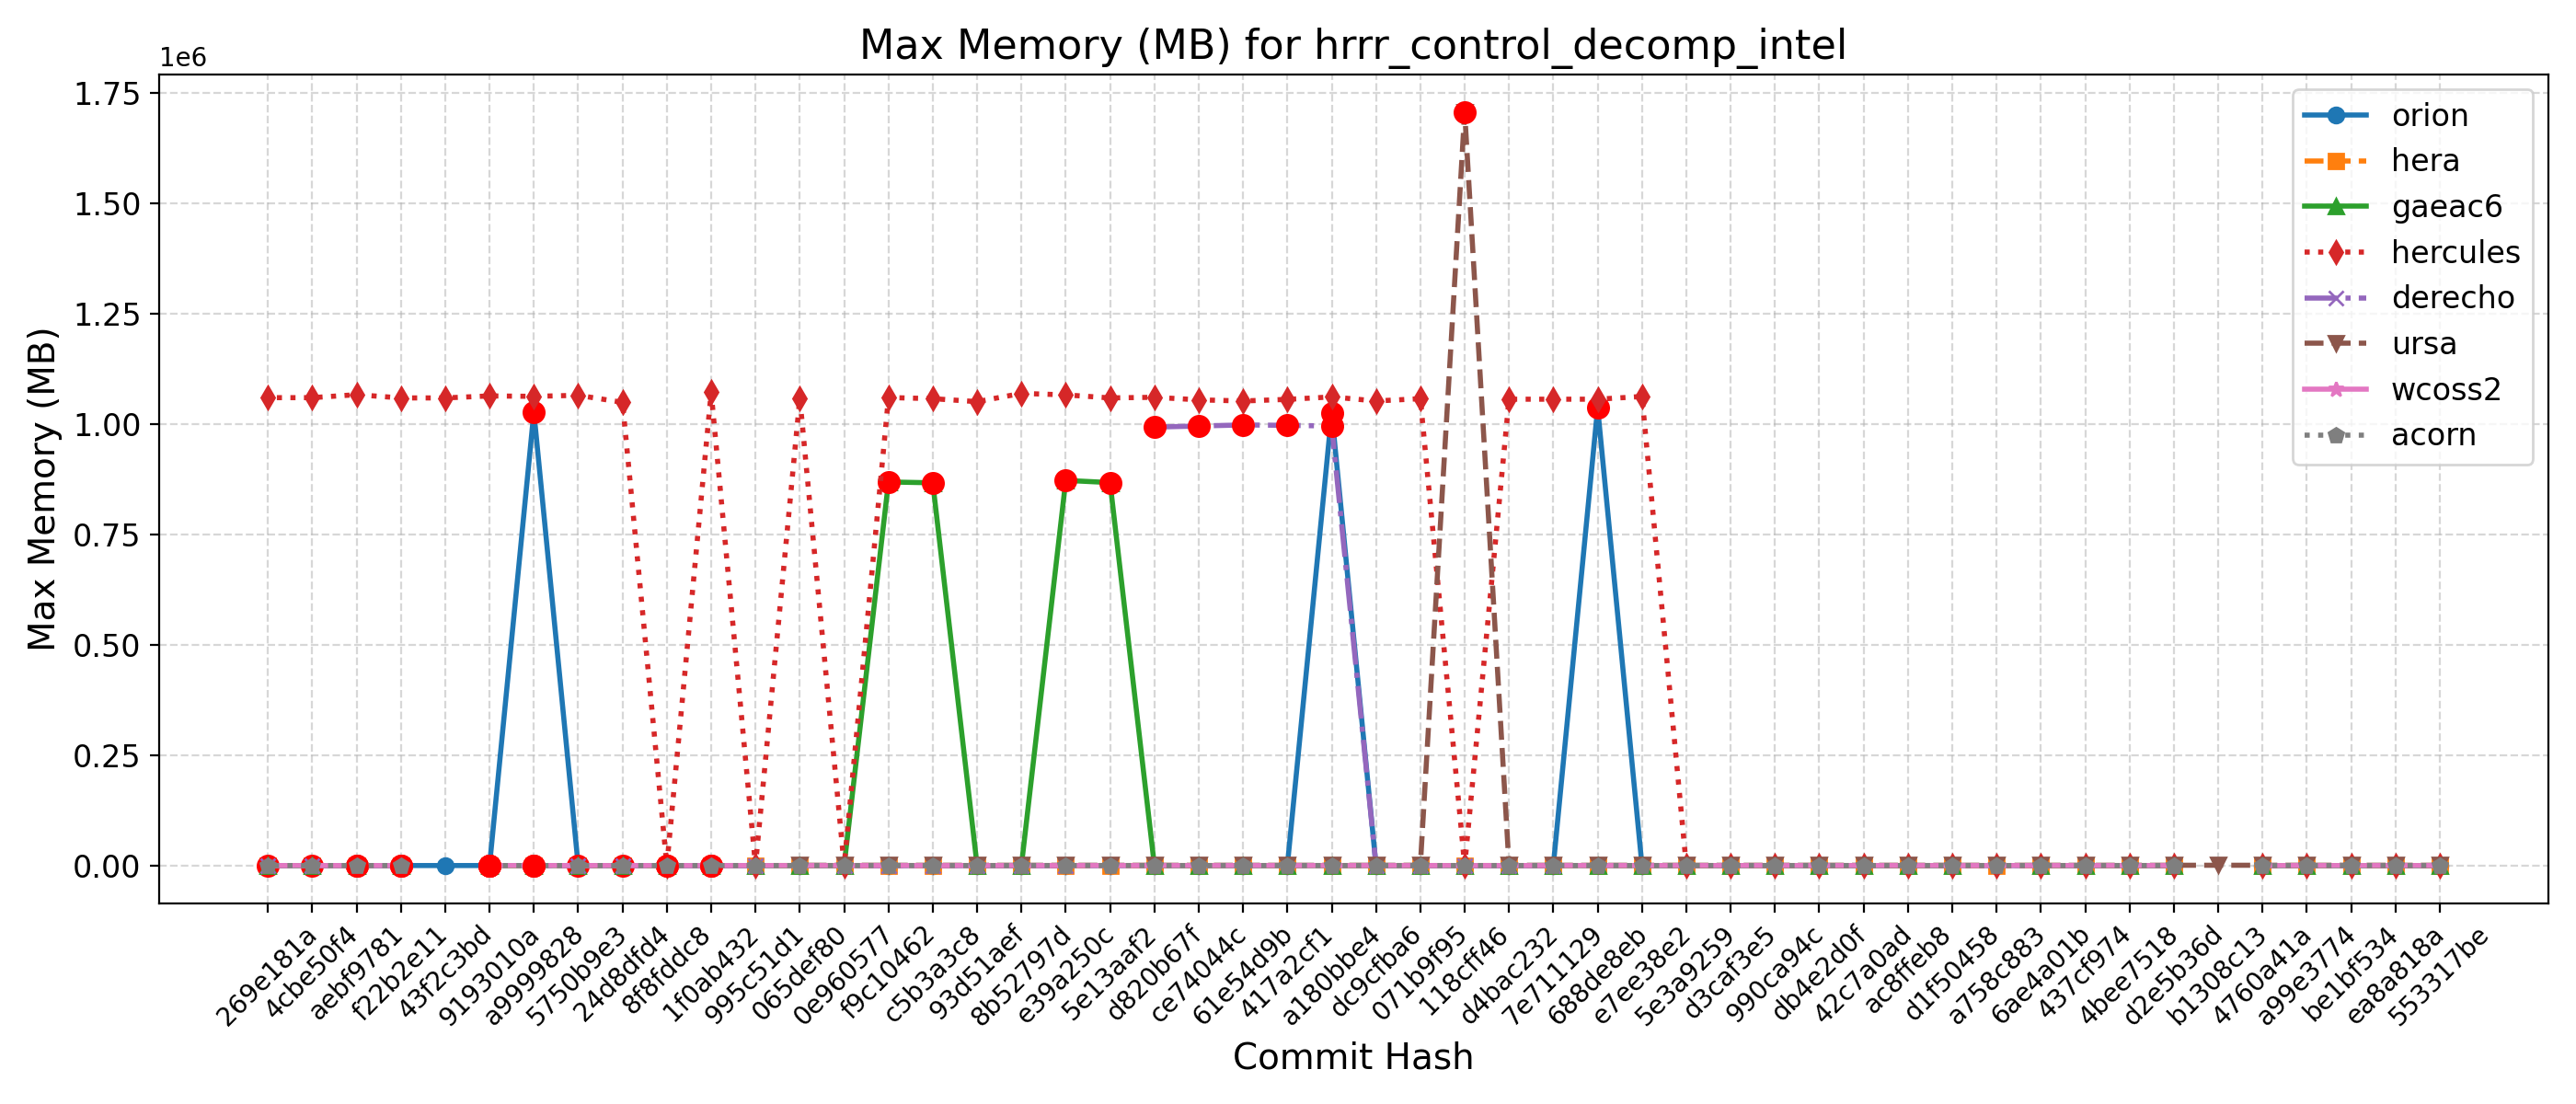 Max Memory (MB) for hrrr_control_decomp_intel
1e6
1.75
1.50
1.25
1.00
0.75
0.50
0.25
0.00
Max Memory (MB)
orion
hera
gaeac6
hercules
derecho
ursa
wcoss2
acorn
269e181a
4cbe50f4
aebf9781
f22b2e11
43f2c3bd
9193010a
a9999828
5750b9e3
24d8dfd4
8f8fddc8
1f0ab432
995c51d1
065def80
0e960577
f9c10462
c5b3a3c8
93d51aef
8b52797d
e39a250c
5e13aaf2
d820b67f
ce74044c
61e54d9b
417a2cf1
a180bbe4
dc9cfba6
071b9f95
118cff46
d4bac232
7e711129
688de8eb
e7ee38e2
5e3a9259
d3caf3e5
990ca94c
db4e2d0f
42c7a0ad
ac8ffeb8
d1f50458
a758c883
6ae4a01b
437cf974
4bee7518
d2e5b36d
b1308c13
4760a41a
a99e3774
be1bf534
ea8a818a
553317be
Commit Hash